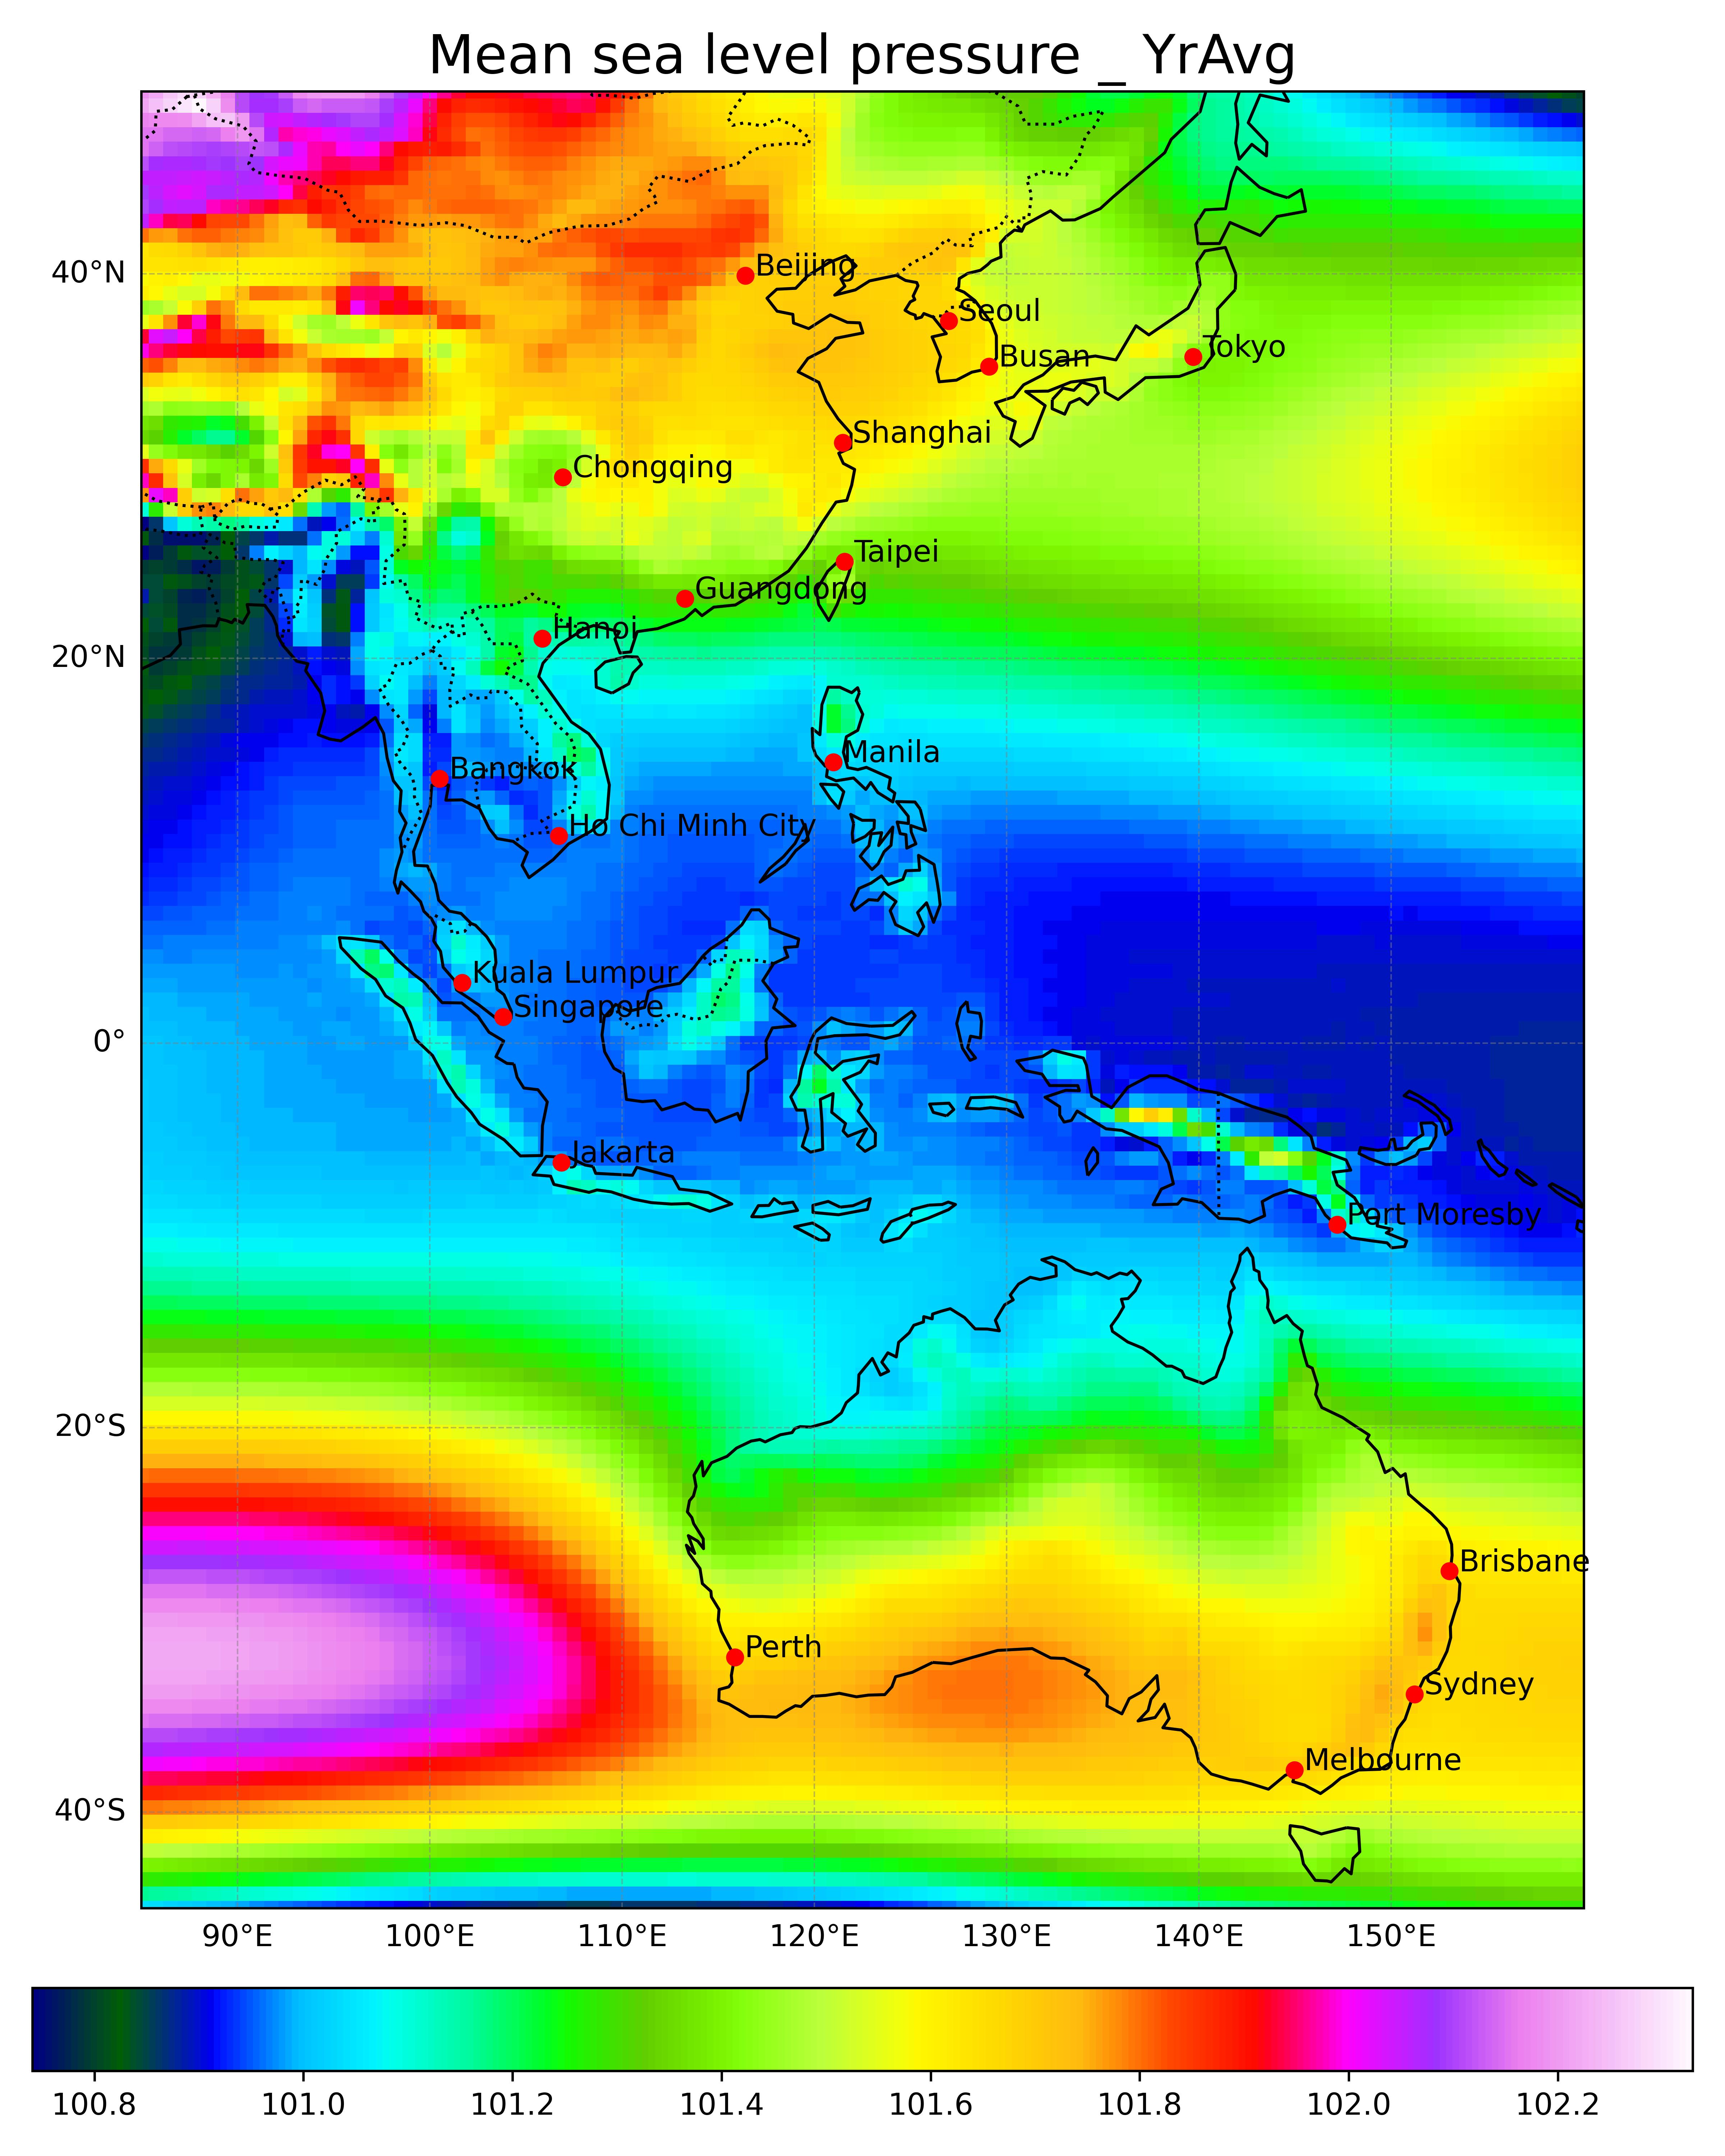 Mean sea level pressure _ YrAvg
40°N
20°N
0°
20°S
40°S
Beijing
Seoul
Tokyo
Busan
Shanghai
Chongqing
Taipei
Guangdong
Hanoi
Manila
Bangkok
Ho Chi Minh City
Kuala Lumpur
Singapore
Jakarta
Port Moresby
Brisbane
Perth
Sydney
Melbourne
90°E 100°E 110°E 120°E 130°E 140°E 150°E
100.8 101.0 101.2 101.4 101.6 101.8 102.0 102.2